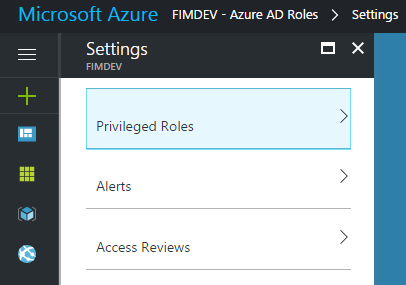 Microsoft Azure FIMDEV - Azure AD Roles > Settings
Settings
FIMDEV
Privileged Roles
Alerts
Access Reviews